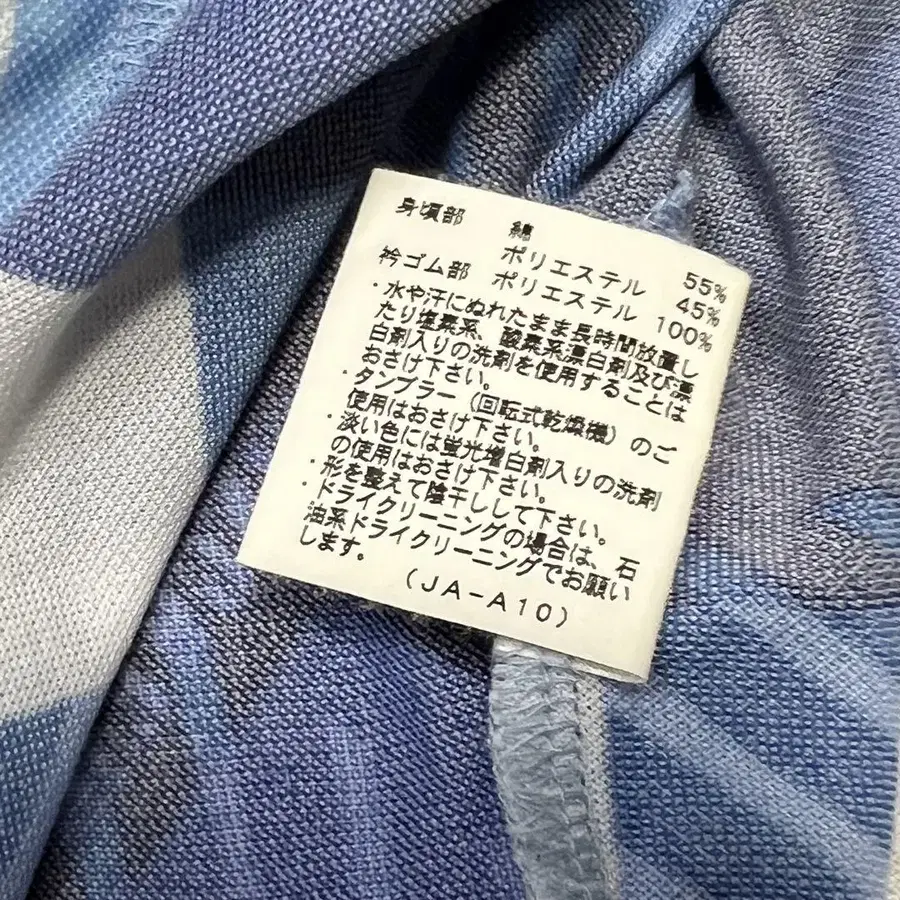 身頃部 綿 55%
ポリエステル 45%
衿ゴム部 ポリエステル 100%
・水や汗にぬれたまま長時間放置し
たり塩素系、酸素系漂白剤及び漂
白剤入りの洗剤を使用することは
おさけ下さい。
・タンブラー(回転式乾燥機)のご
使用はおさけ下さい。
・淡い色には蛍光増白剤入りの洗剤
の使用はおさけ下さい。
・形を整えて陰干しして下さい。
・ドライクリーニングの場合は、石
油系ドライクリーニングでお願い
します。
(JA-A10)